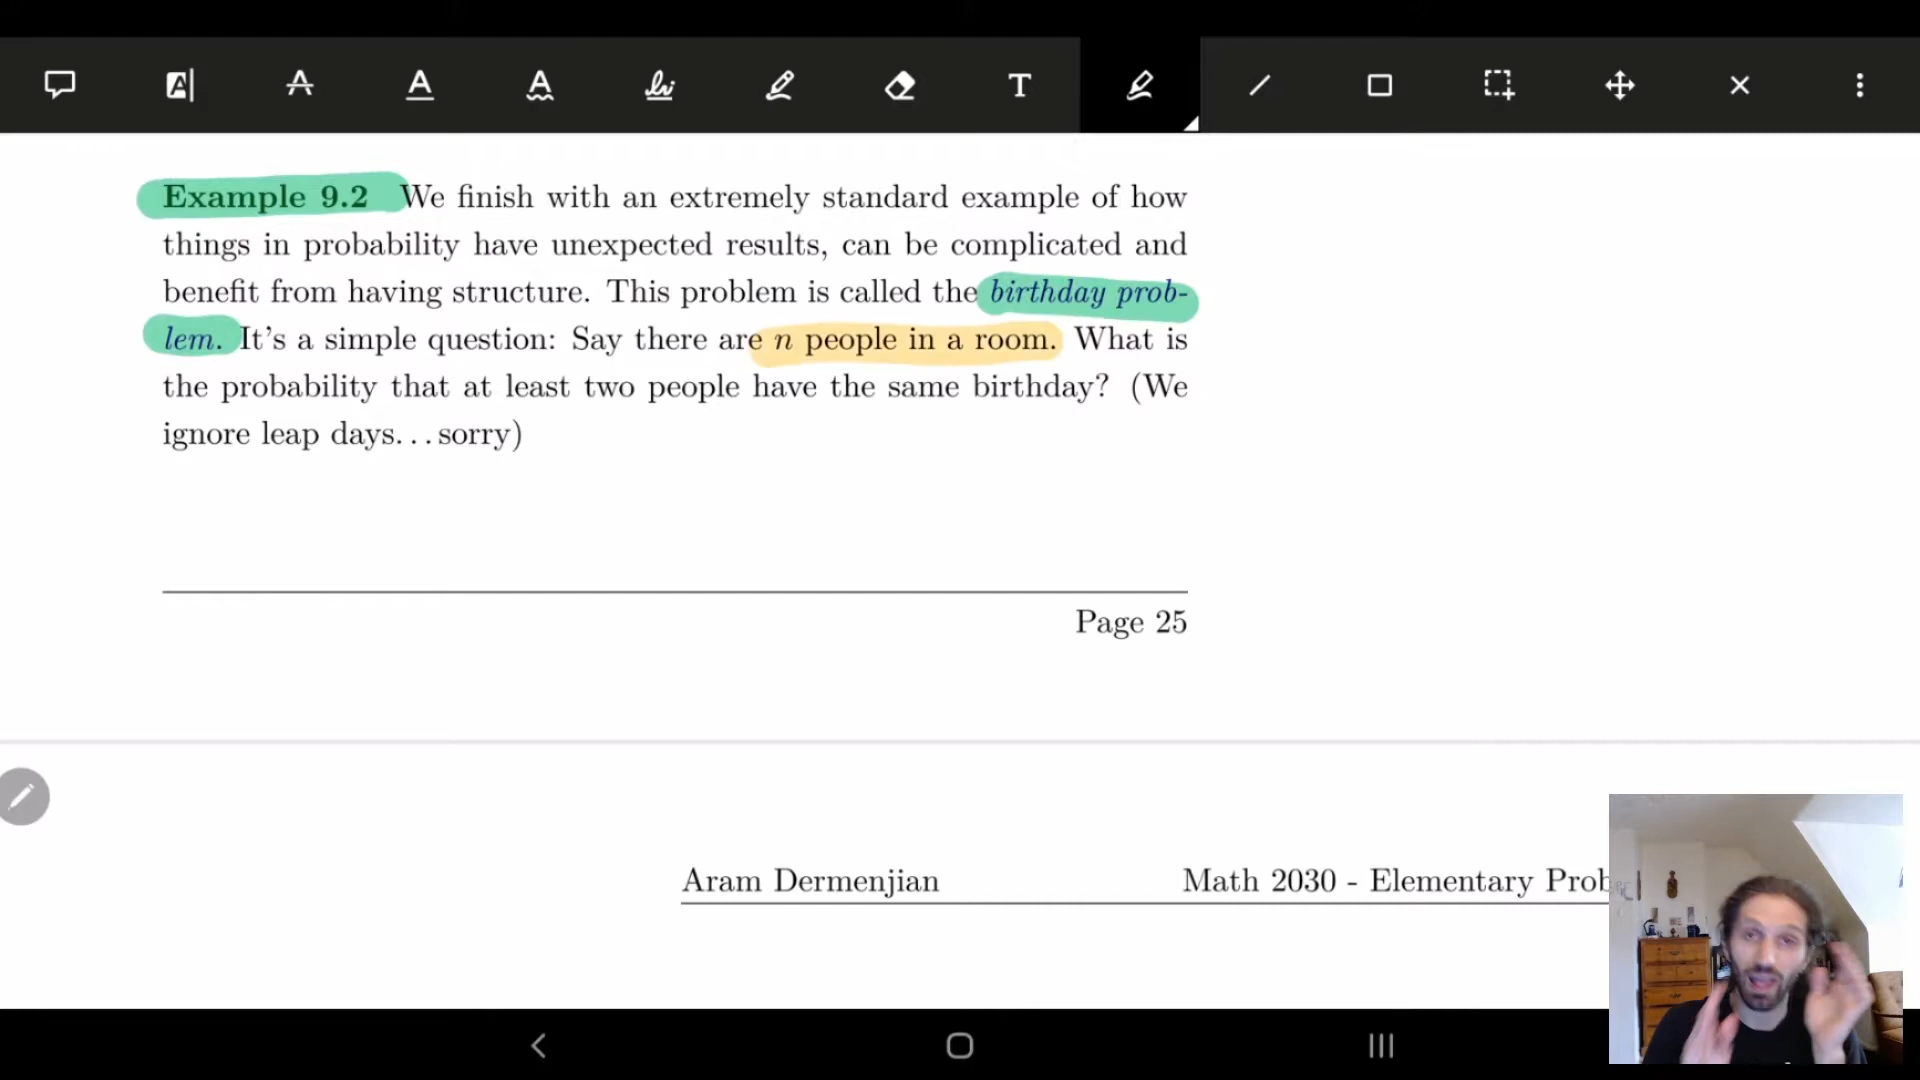 Example 9.2 We finish with an extremely standard example of how
things in probability have unexpected results, can be complicated and
benefit from having structure. This problem is called the birthday prob-
lem. It's a simple question: Say there are n people in a room. What is
the probability that at least two people have the same birthday? (We
ignore leap days...sorry)
Page 25
Aram Dermenjian Math 2030 - Elementary Prob